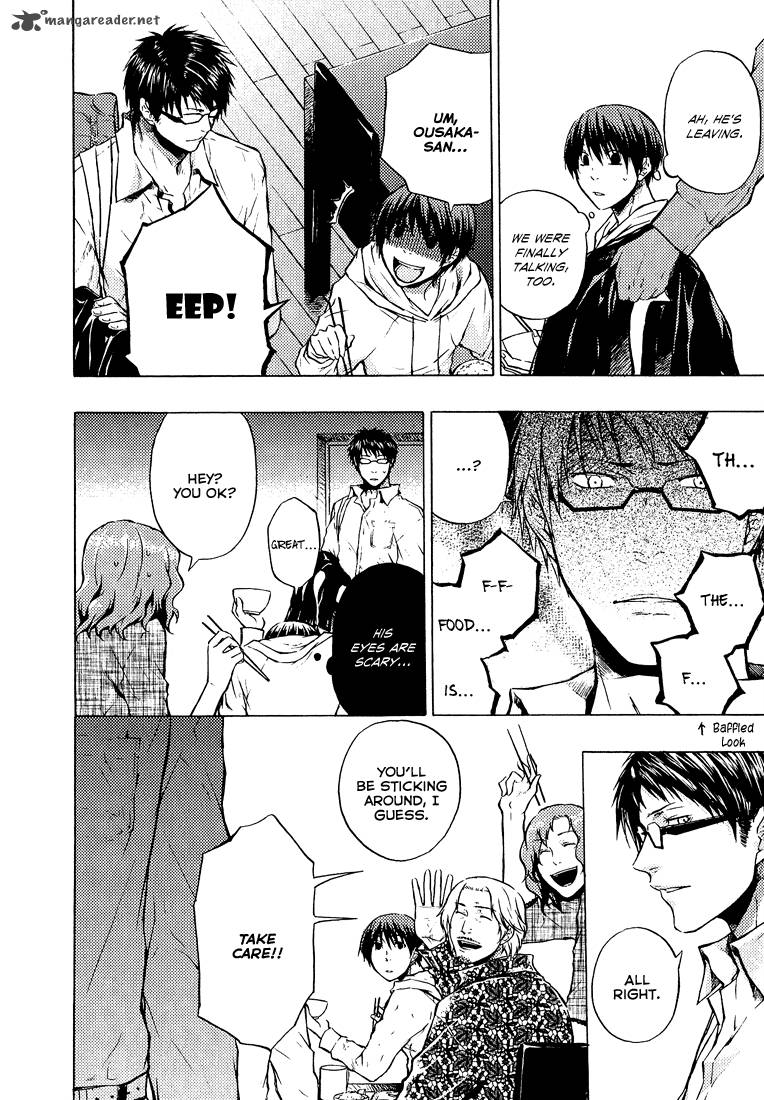 mangareader.net
AH, HE'S
LEAVING.
WE WERE
FINALLY
TALKING,
TOO.
UM,
OUSAKA-
SAN...
EEP!
TH...
...?
THE...
F-F-
FOOD...
F...
IS...
↑ Baffled
Look
HEY?
YOU OK?
GREAT...
HIS
EYES ARE
SCARY...
ALL
RIGHT.
YOU'LL
BE STICKING
AROUND, I
GUESS.
TAKE
CARE!!